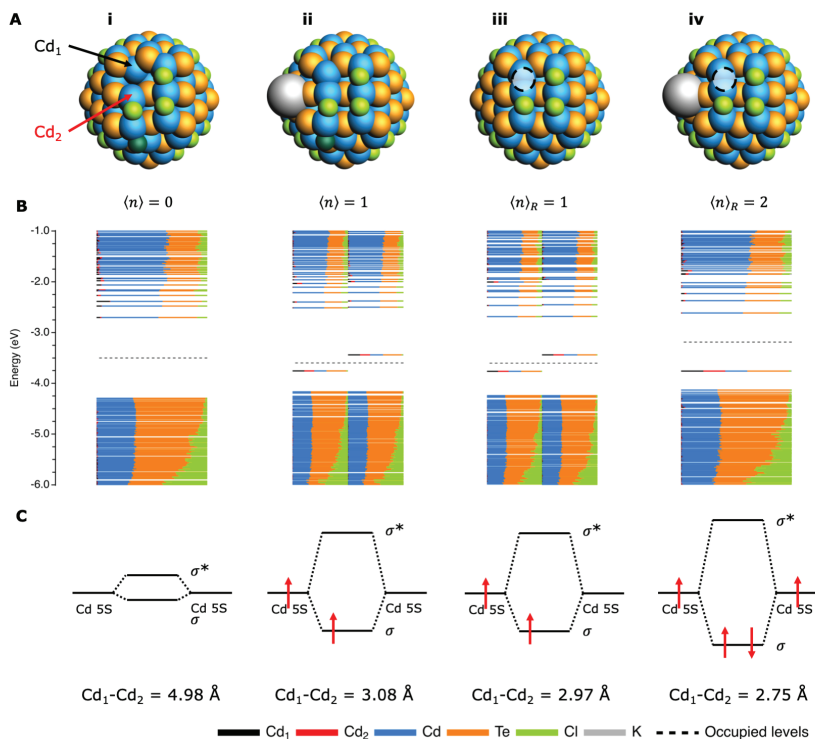 A
i
ii
iii
iv
Cd₁
Cd₂
⟨n⟩ = 0
⟨n⟩ = 1
⟨n⟩R = 1
⟨n⟩R = 2
B
Energy (eV)
-1.0
-2.0
-3.0
-4.0
-5.0
-6.0
C
σ*
σ*
σ*
σ*
Cd 5S
Cd 5S
Cd 5S
Cd 5S
Cd 5S
Cd 5S
Cd 5S
Cd 5S
σ
σ
σ
σ
Cd₁-Cd₂ = 4.98 Å
Cd₁-Cd₂ = 3.08 Å
Cd₁-Cd₂ = 2.97 Å
Cd₁-Cd₂ = 2.75 Å
Cd₁ Cd₂ Cd Te Cl K Occupied levels